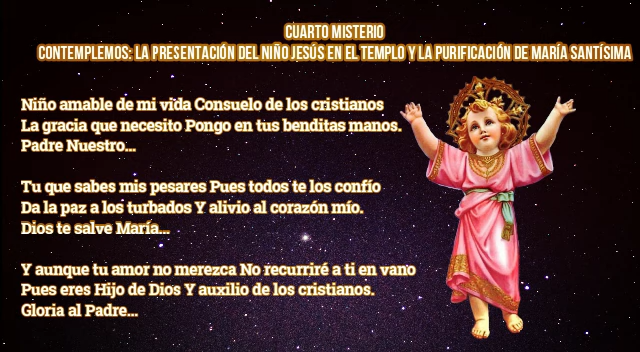 CUARTO MISTERIO
CONTEMPLEMOS: LA PRESENTACIÓN DEL NIÑO JESÚS EN EL TEMPLO Y LA PURIFICACIÓN DE MARÍA SANTÍSIMA
Niño amable de mi vida Consuelo de los cristianos
La gracia que necesito Pongo en tus benditas manos.
Padre Nuestro...
Tu que sabes mis pesares Pues todos te los confío
Da la paz a los turbados Y alivio al corazón mío.
Dios te salve María...
Y aunque tu amor no merezca No recurriré a ti en vano
Pues eres Hijo de Dios Y auxilio de los cristianos.
Gloria al Padre...